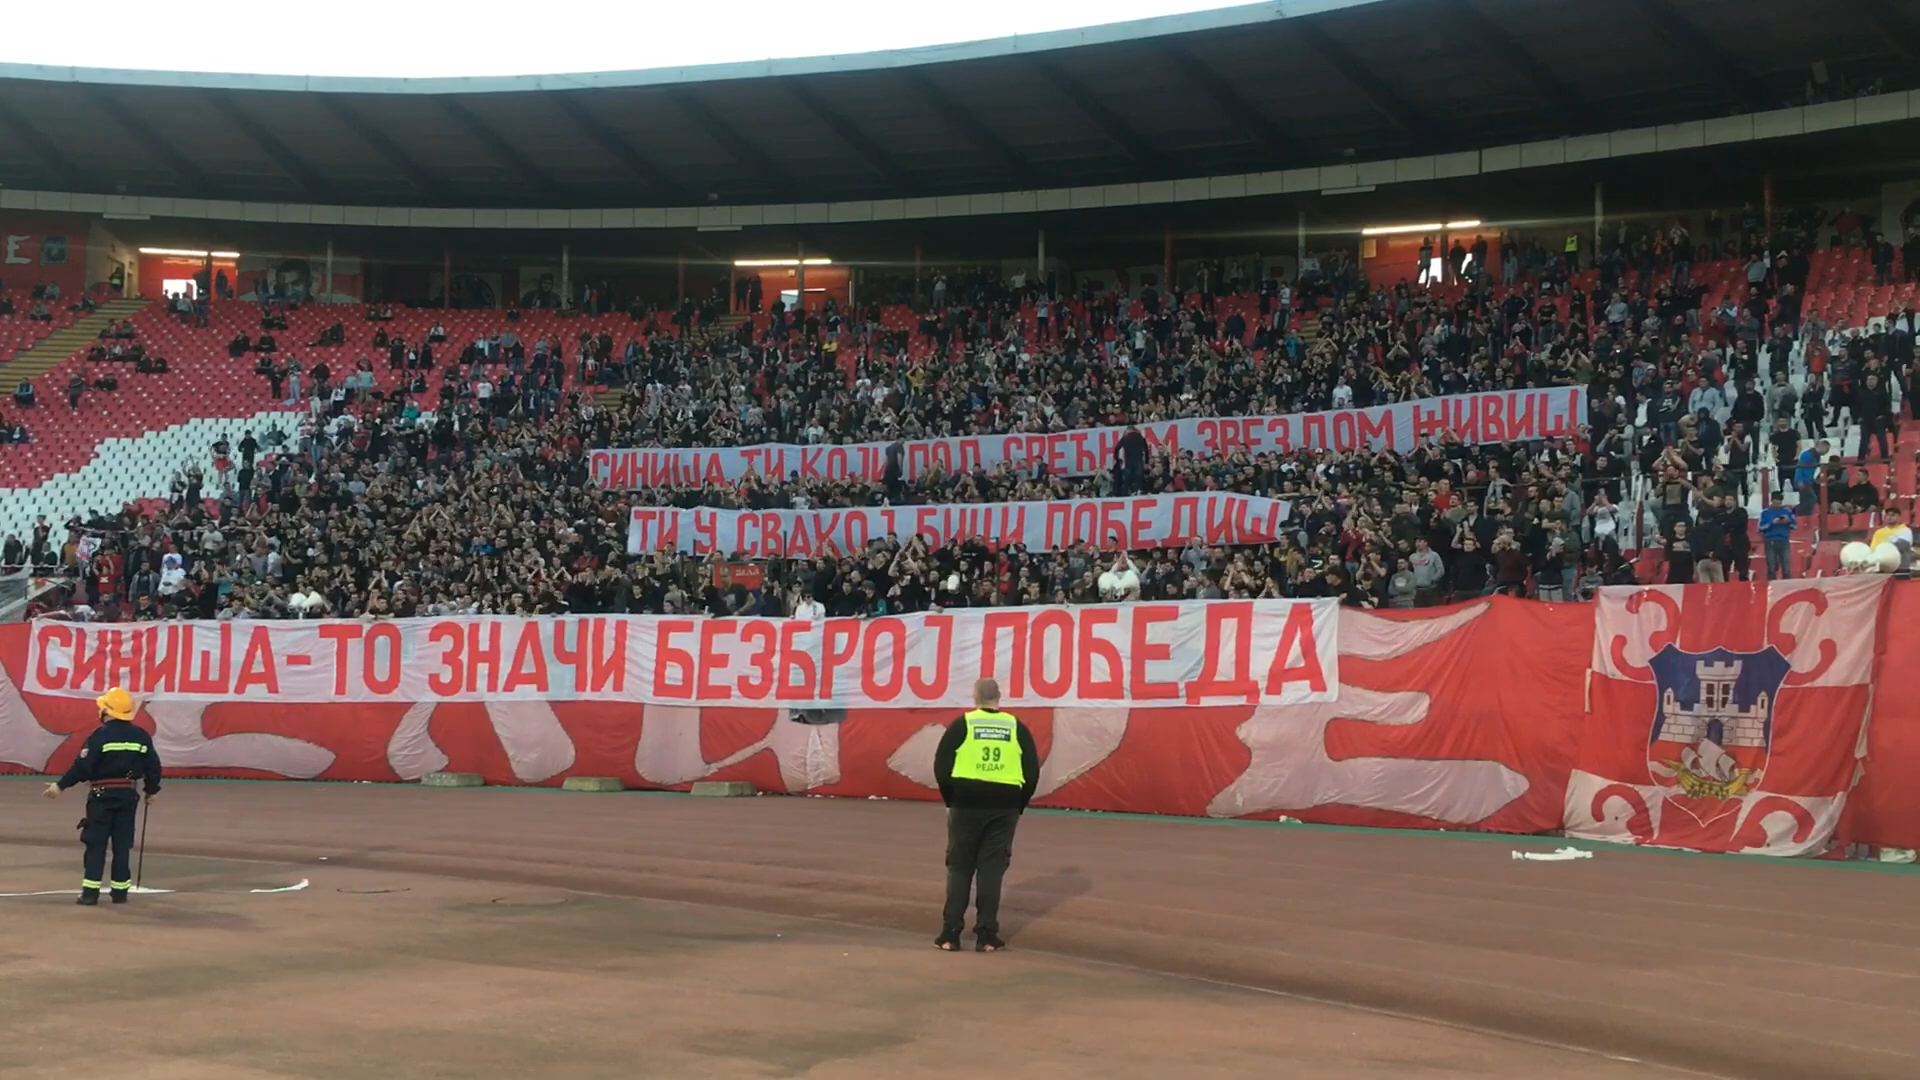 СИНИША ТИ КОЈИ ПОД СРЕЋНОМ ЗВЕЗДОМ ЖИВИШ
ТИ У СВАКОЈ БИЦИ ПОБЕДИШ
СИНИША-ТО ЗНАЧИ БЕЗБРОЈ ПОБЕДА
39
РЕДАР